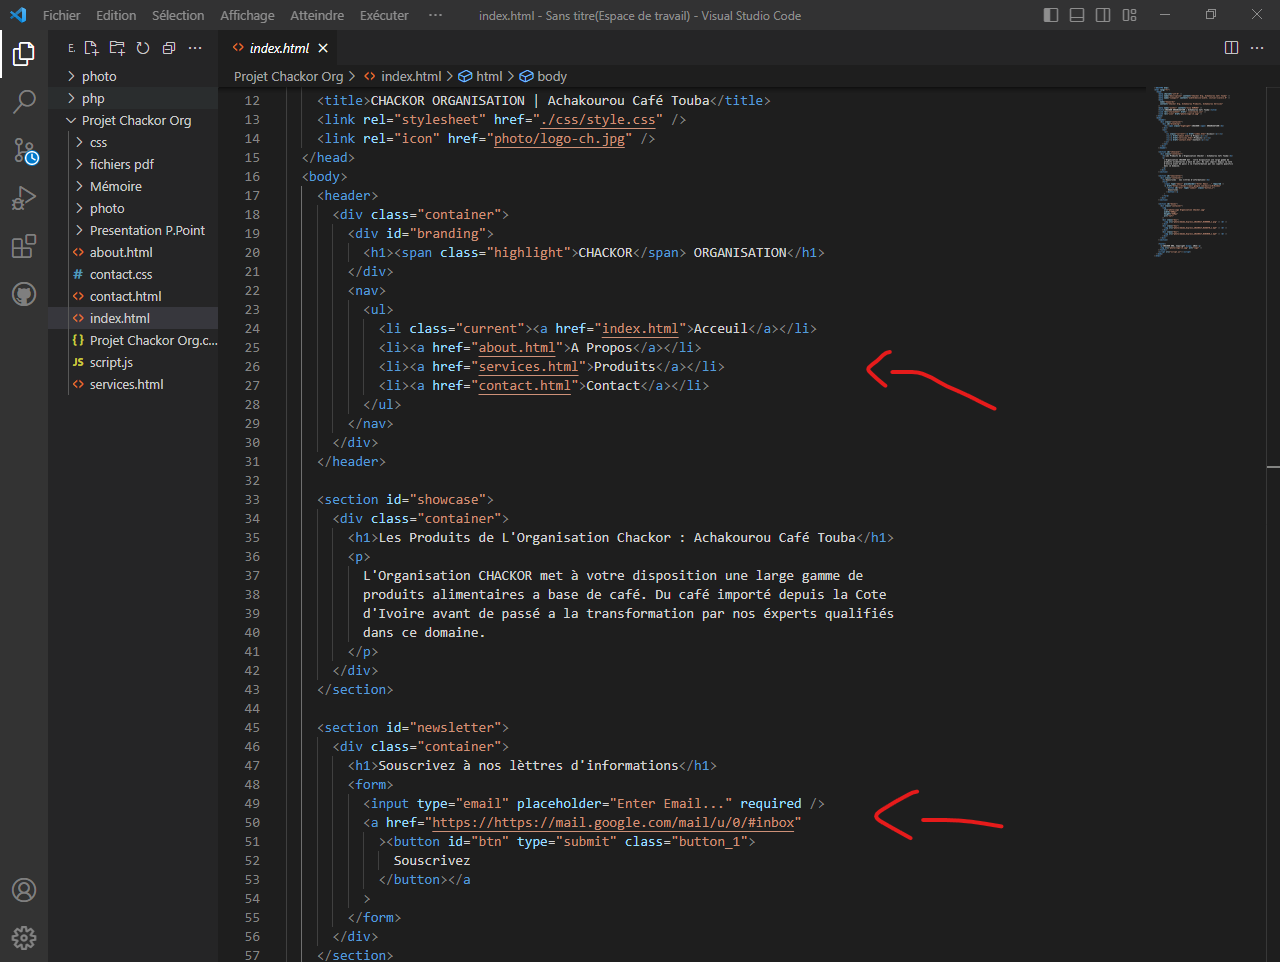 Fichier Edition Sélection Affichage Atteindre Exécuter ··· index.html - Sans titre(Espace de travail) - Visual Studio Code
E.
photo
php
Projet Chackor Org
css
fichiers pdf
Mémoire
photo
Presentation P.Point
about.html
# contact.css
contact.html
index.html
{} Projet Chackor Org.c...
JS script.js
services.html
index.html
Projet Chackor Org > index.html > html > body
12 <title>CHACKOR ORGANISATION | Achakourou Café Touba</title>
13 <link rel="stylesheet" href="./css/style.css" />
14 <link rel="icon" href="photo/logo-ch.jpg" />
15 </head>
16 <body>
17 <header>
18 <div class="container">
19 <div id="branding">
20 <h1><span class="highlight">CHACKOR</span> ORGANISATION</h1>
21 </div>
22 <nav>
23 <ul>
24 <li class="current"><a href="index.html">Acceuil</a></li>
25 <li><a href="about.html">A Propos</a></li>
26 <li><a href="services.html">Produits</a></li>
27 <li><a href="contact.html">Contact</a></li>
28 </ul>
29 </nav>
30 </div>
31 </header>
32
33 <section id="showcase">
34 <div class="container">
35 <h1>Les Produits de L'Organisation Chackor : Achakourou Café Touba</h1>
36 <p>
37 L'Organisation CHACKOR met à votre disposition une large gamme de
38 produits alimentaires a base de café. Du café importé depuis la Cote
39 d'Ivoire avant de passé a la transformation par nos éxperts qualifiés
40 dans ce domaine.
41 </p>
42 </div>
43 </section>
44
45 <section id="newsletter">
46 <div class="container">
47 <h1>Souscrivez à nos lèttres d'informations</h1>
48 <form>
49 <input type="email" placeholder="Enter Email..." required />
50 <a href="https://https://mail.google.com/mail/u/0/#inbox"
51 ><button id="btn" type="submit" class="button_1">
52 Souscrivez
53 </button></a
54 >
55 </form>
56 </div>
57 </section>